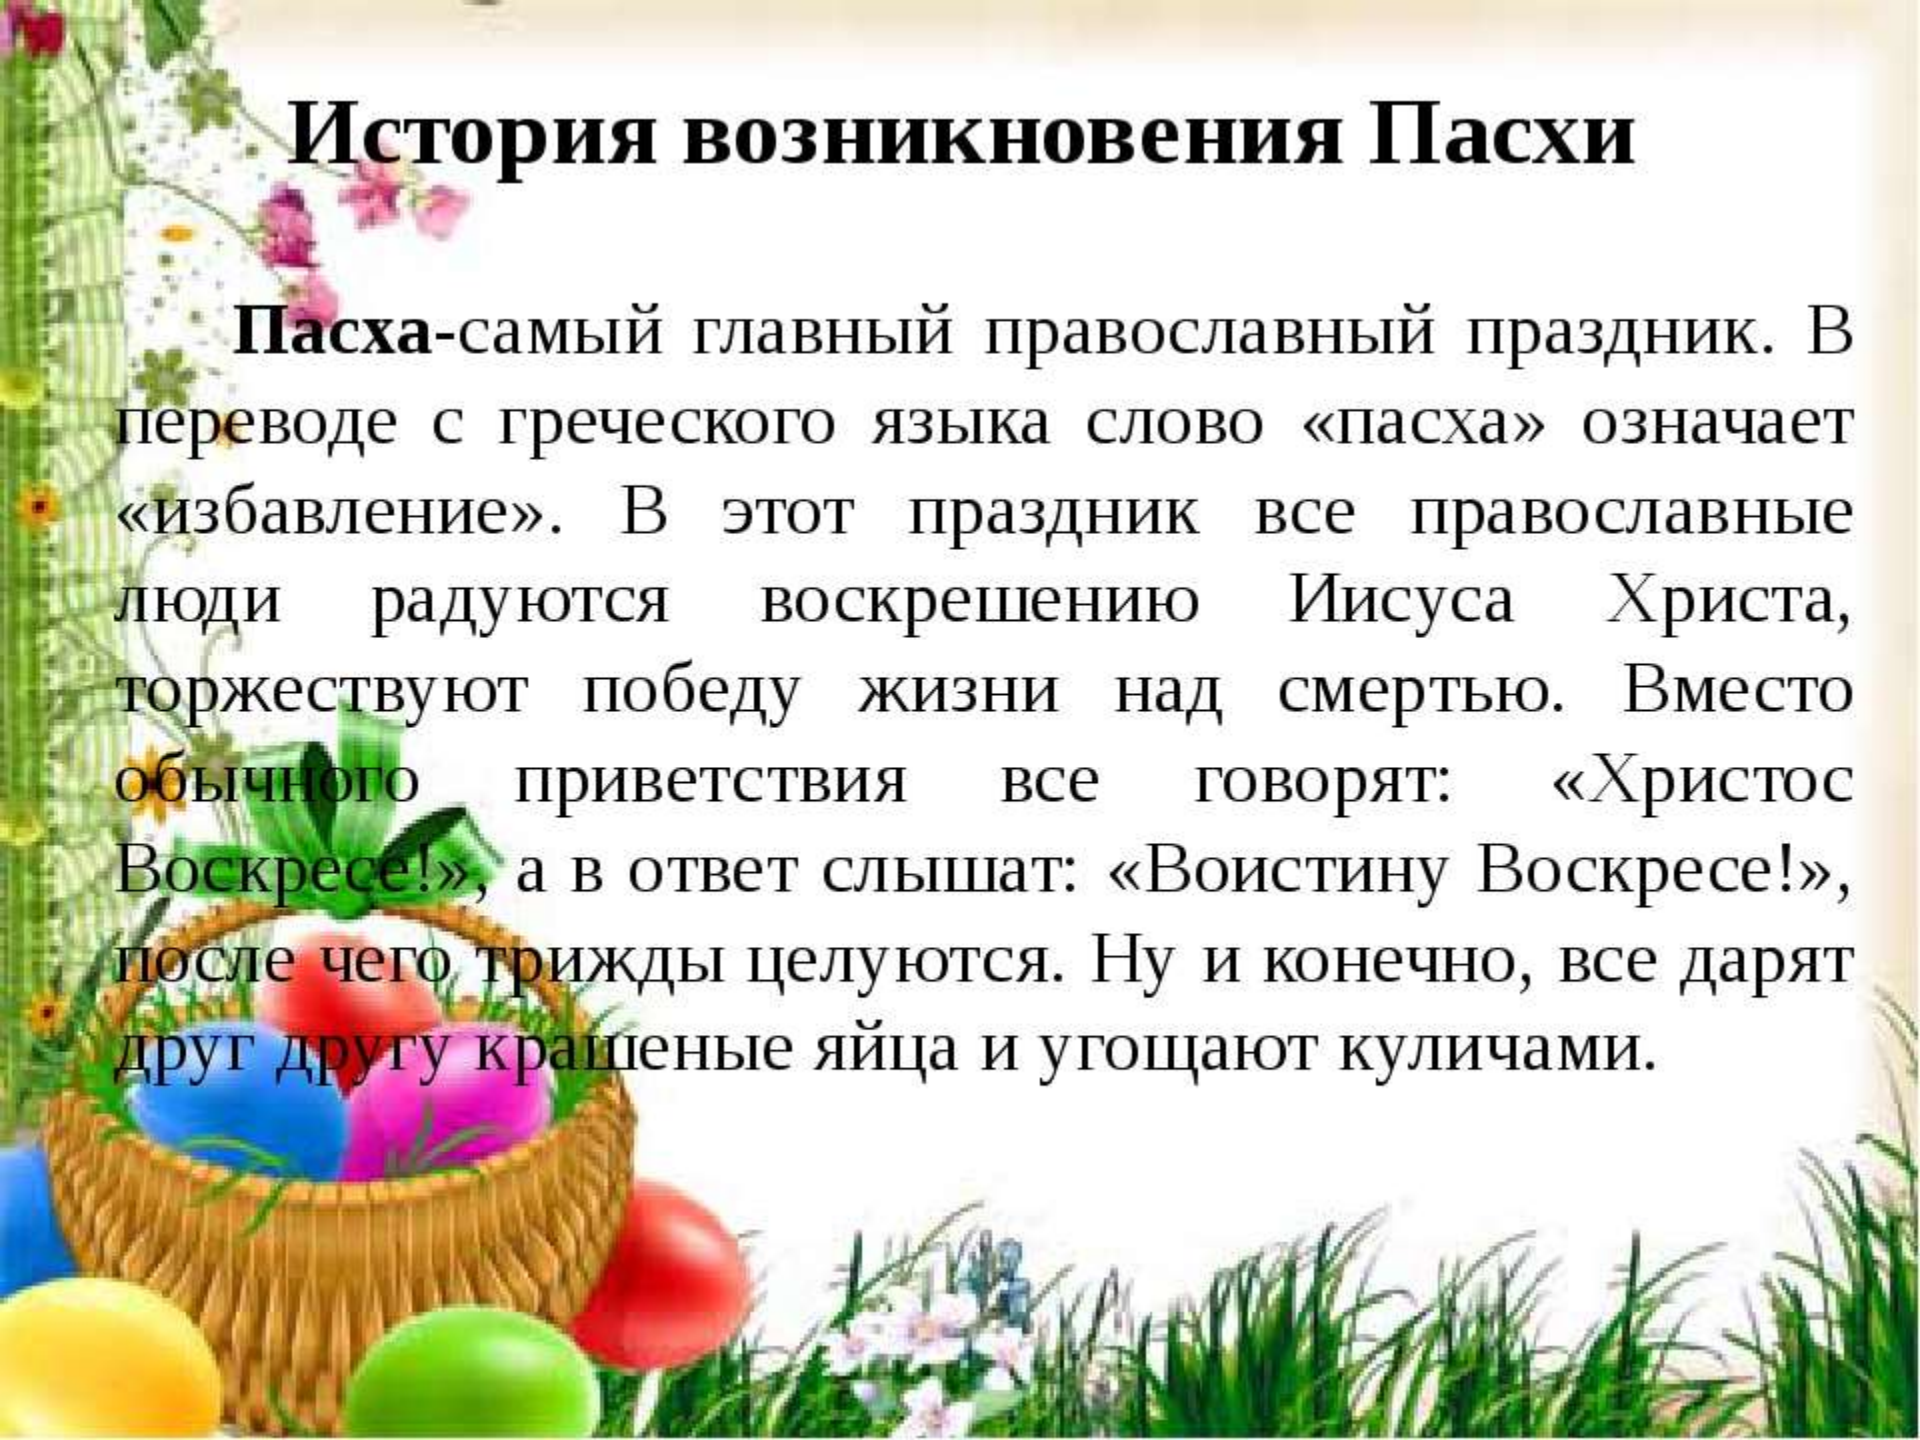 История возникновения Пасхи
Пасха-самый главный православный праздник. В
переводе с греческого языка слово «пасха» означает
«избавление». В этот праздник все православные
люди радуются воскрешению Иисуса Христа,
торжествуют победу жизни над смертью. Вместо
обычного приветствия все говорят: «Христос
Воскресе!», а в ответ слышат: «Воистину Воскресе!»,
после чего трижды целуются. Ну и конечно, все дарят
друг другу крашеные яйца и угощают куличами.